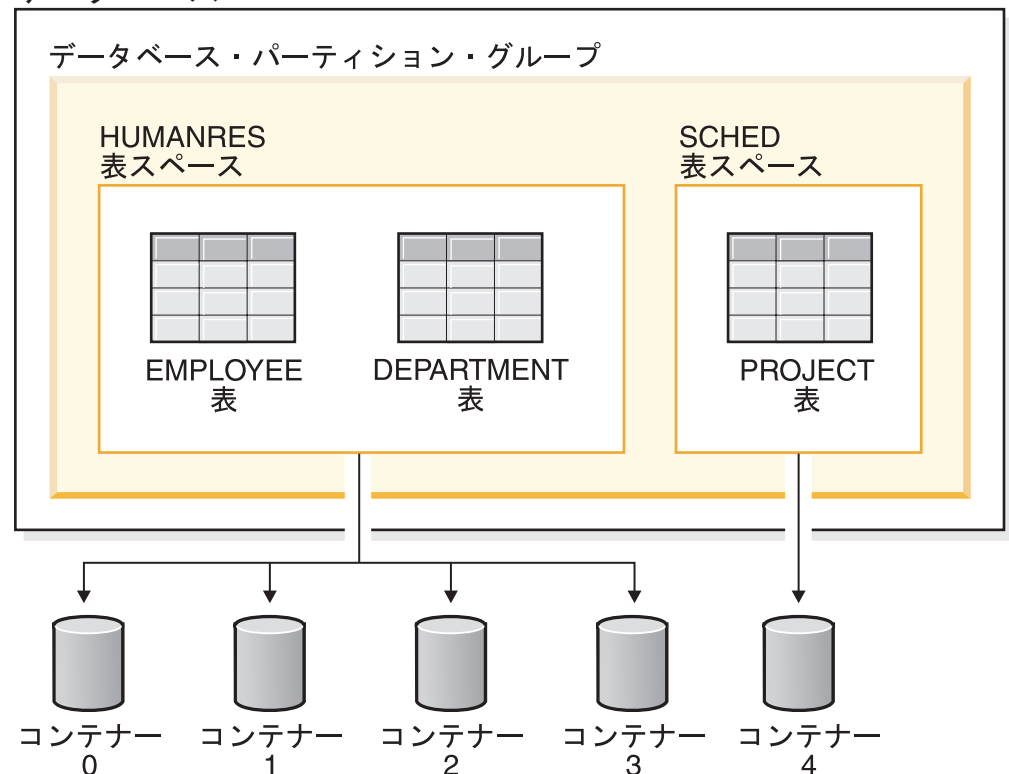 データベース・パーティション・グループ
HUMANRES
表スペース
SCHED
表スペース
EMPLOYEE
表
DEPARTMENT
表
PROJECT
表
コンテナー
0
コンテナー
1
コンテナー
2
コンテナー
3
コンテナー
4